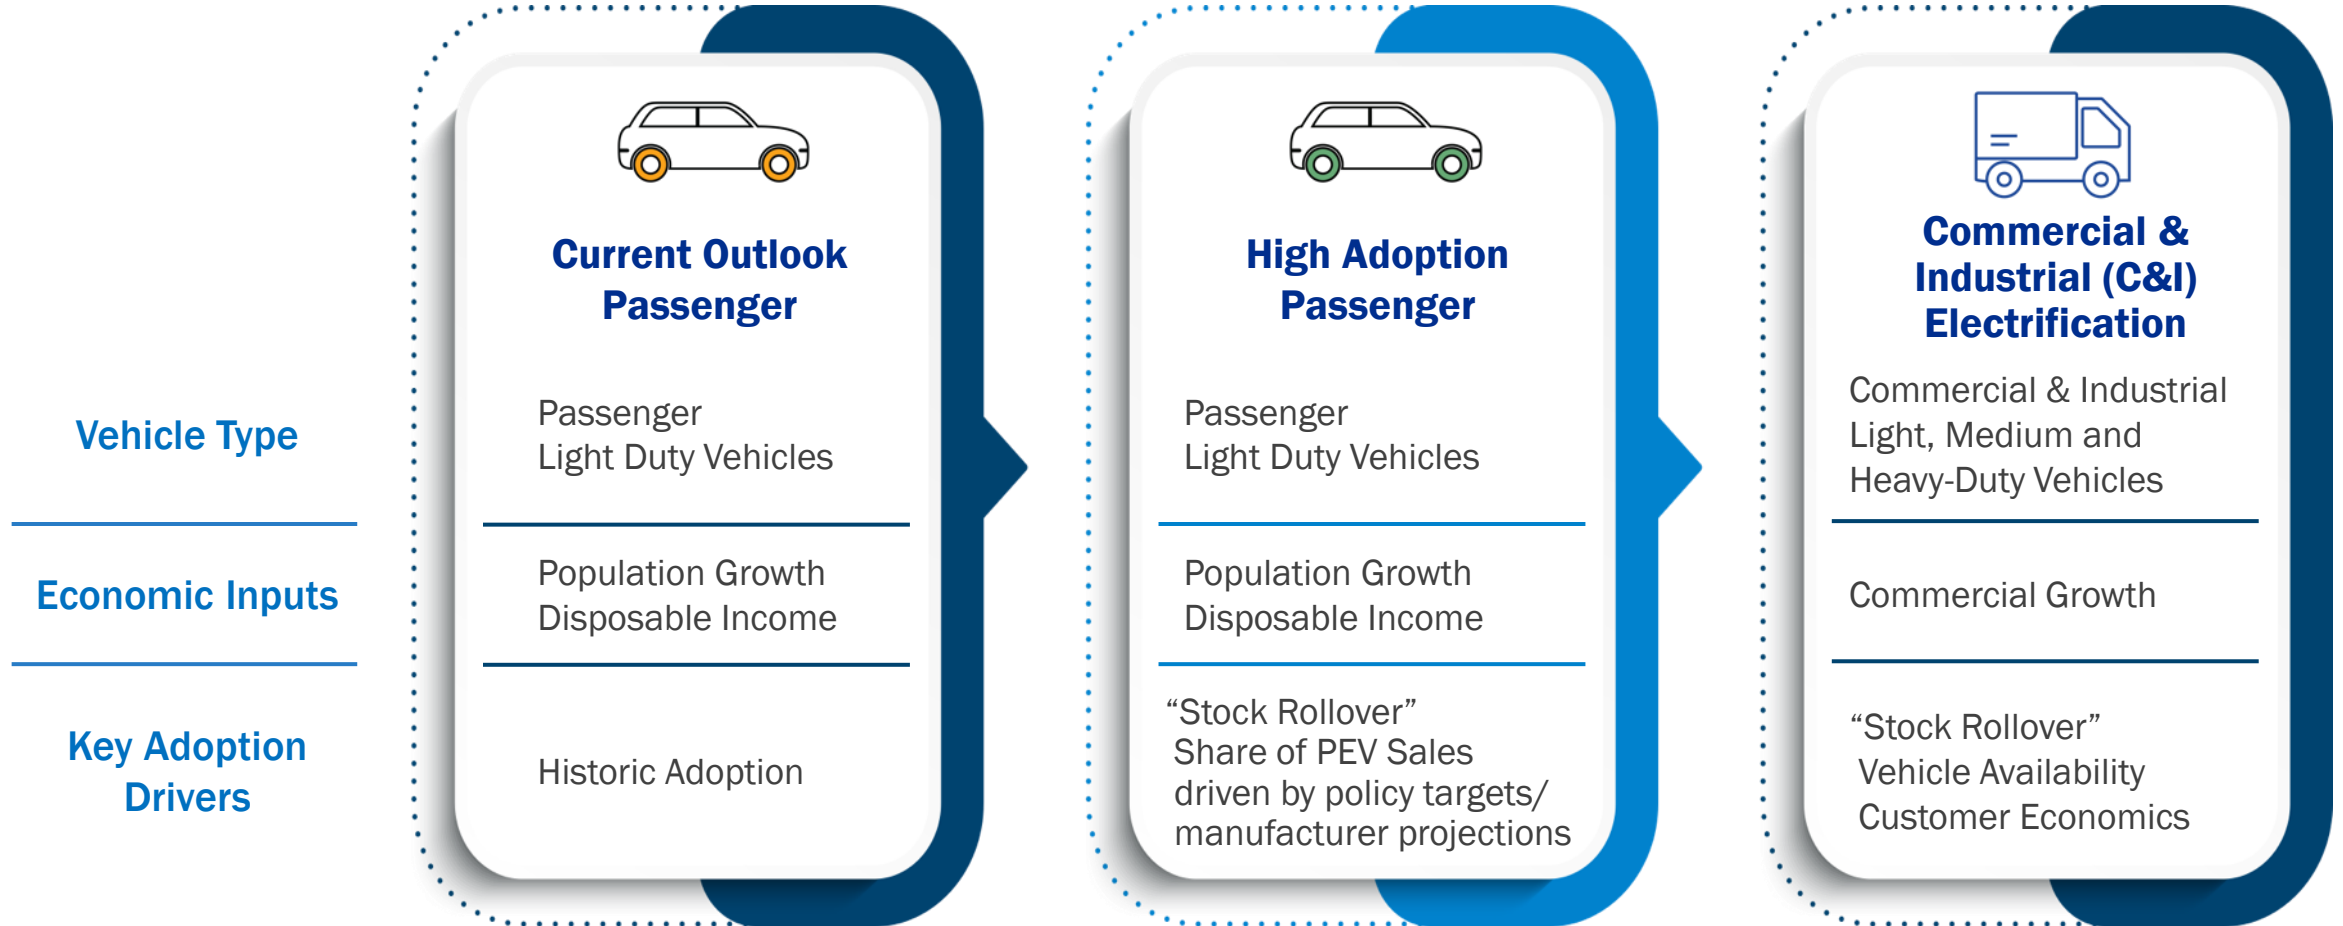 Current Outlook
Passenger
High Adoption
Passenger
Commercial &
Industrial (C&I)
Electrification
Vehicle Type
Passenger
Light Duty Vehicles
Passenger
Light Duty Vehicles
Commercial & Industrial
Light, Medium and
Heavy-Duty Vehicles
Economic Inputs
Population Growth
Disposable Income
Population Growth
Disposable Income
Commercial Growth
Key Adoption
Drivers
Historic Adoption
“Stock Rollover”
Share of PEV Sales
driven by policy targets/
manufacturer projections
“Stock Rollover”
Vehicle Availability
Customer Economics